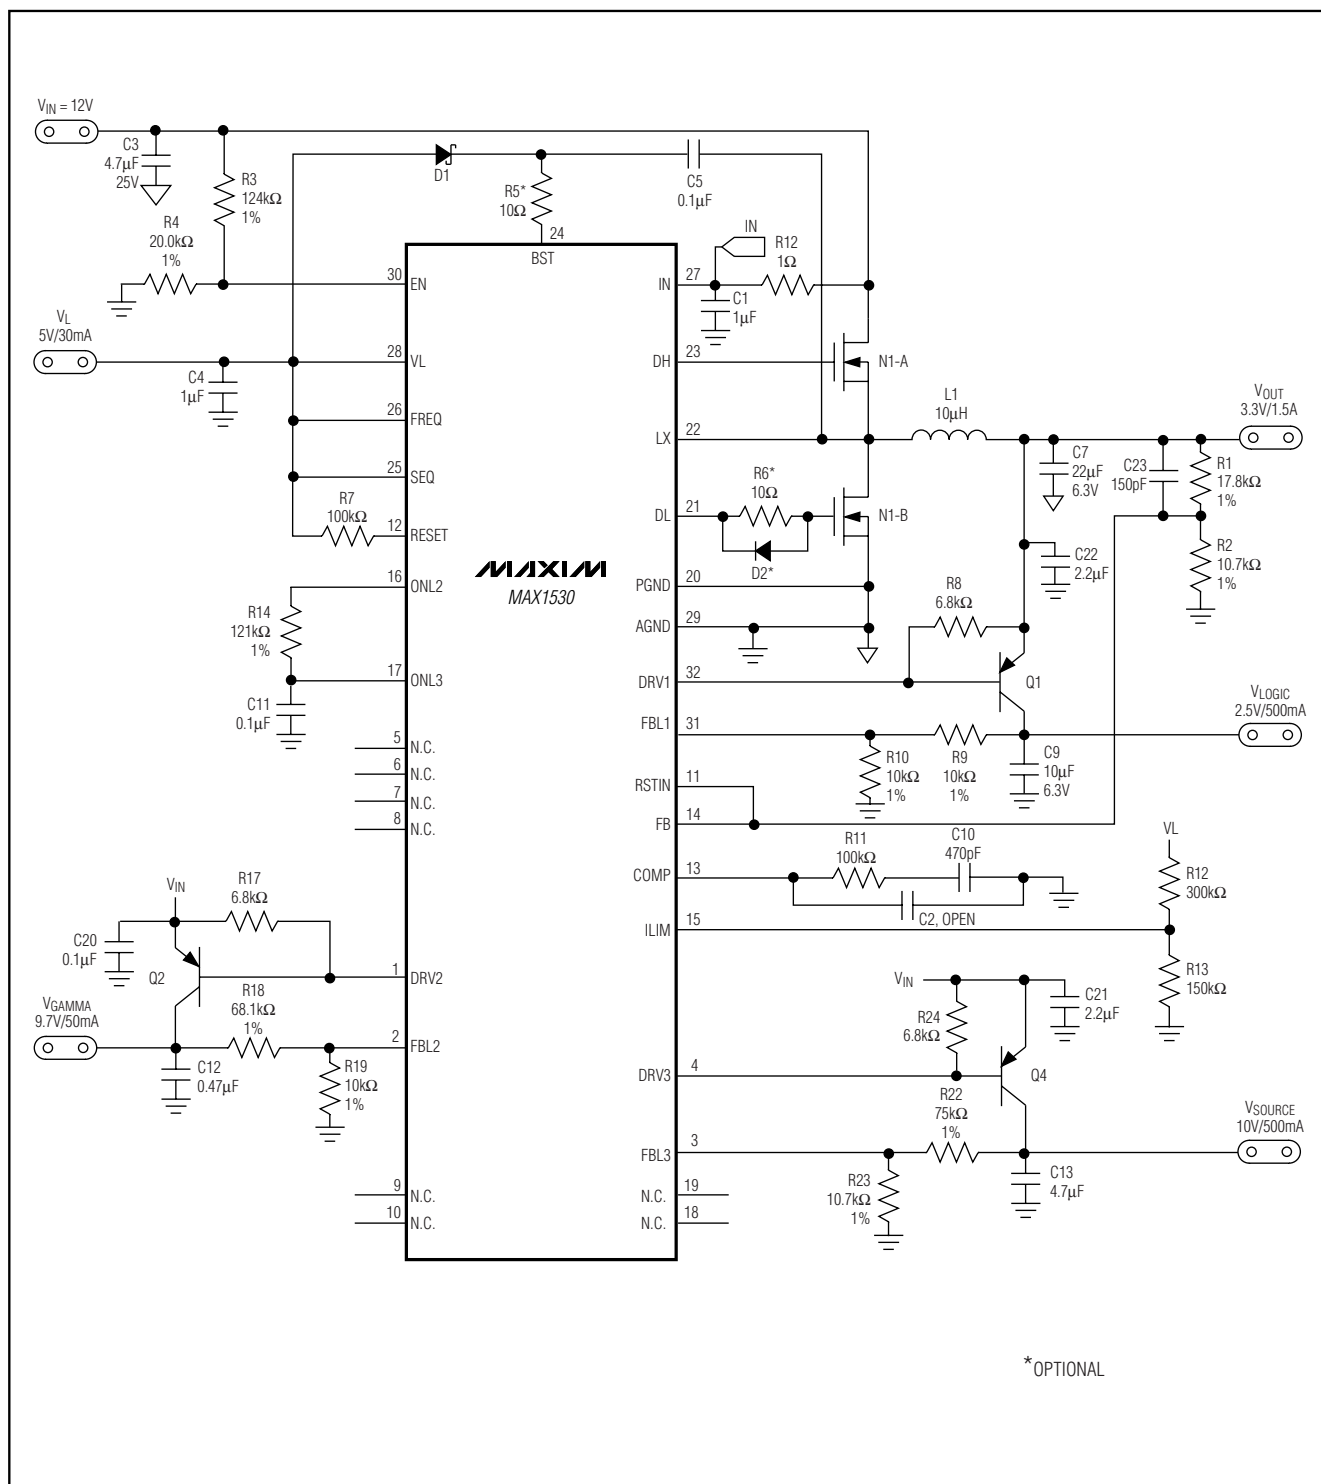 VIN = 12V
C3
4.7µF
25V
R3
124kΩ
1%
R4
20.0kΩ
1%
D1
R5*
10Ω
C5
0.1µF
24
BST
30
EN
VL
5V/30mA
C4
1µF
28
VL
26
FREQ
25
SEQ
R7
100kΩ
12
RESET
16
ONL2
R14
121kΩ
1%
17
ONL3
C11
0.1µF
5
N.C.
6
N.C.
7
N.C.
8
N.C.
VIN
R17
6.8kΩ
C20
0.1µF
Q2
1
DRV2
VGAMMA
9.7V/50mA
R18
68.1kΩ
1%
2
FBL2
C12
0.47µF
R19
10kΩ
1%
9
N.C.
10
N.C.
MAXIM
MAX1530
IN
R12
1Ω
IN
27
C1
1µF
DH
23
N1-A
LX
22
L1
10µH
VOUT
3.3V/1.5A
C7
22µF
6.3V
C23
150pF
R1
17.8kΩ
1%
R6*
10Ω
DL
21
N1-B
D2*
C22
2.2µF
R2
10.7kΩ
1%
PGND
20
AGND
29
R8
6.8kΩ
DRV1
32
Q1
FBL1
31
R10
10kΩ
1%
R9
10kΩ
1%
C9
10µF
6.3V
VLOGIC
2.5V/500mA
RSTIN
11
FB
14
COMP
13
R11
100kΩ
C10
470pF
C2, OPEN
VL
R12
300kΩ
ILIM
15
R13
150kΩ
VIN
R24
6.8kΩ
C21
2.2µF
DRV3
4
Q4
R22
75kΩ
1%
VSOURCE
10V/500mA
FBL3
3
R23
10.7kΩ
1%
C13
4.7µF
19
N.C.
18
N.C.
*OPTIONAL